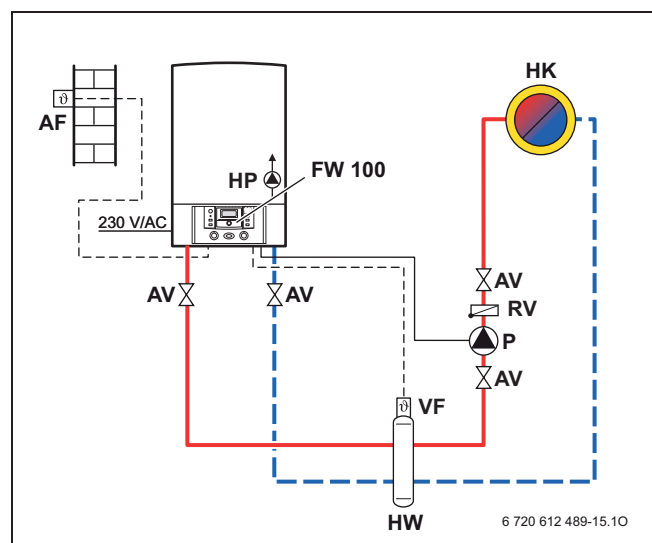 HK
ϑ
AF
FW 100
HP
230 V/AC
AV
AV
AV
RV
P
AV
ϑ
VF
HW
6 720 612 489-15.1O